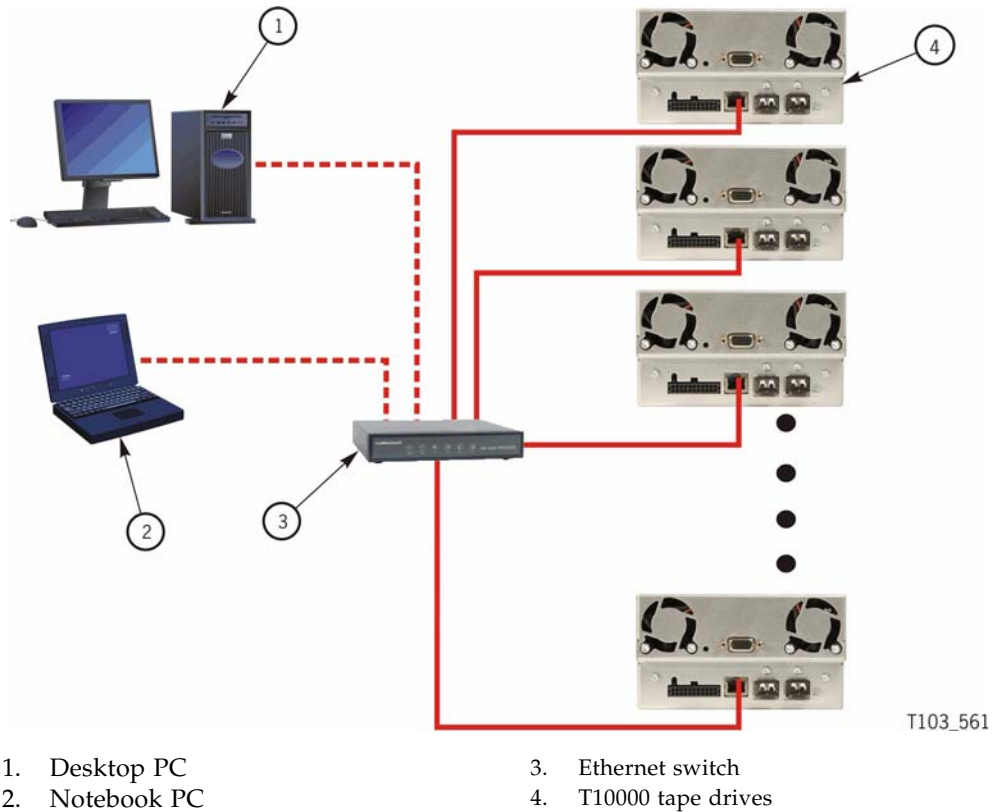 1
4
2
3
T103_561
1. Desktop PC
2. Notebook PC
3. Ethernet switch
4. T10000 tape drives